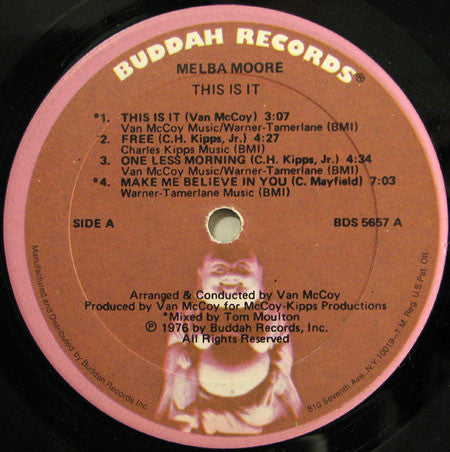 BUDDAH RECORDS®
MELBA MOORE
THIS IS IT
*1. THIS IS IT (Van McCoy) 3:07
Van McCoy Music/Warner-Tamerlane (BMI)
2. FREE (C.H. Kipps, Jr.) 4:27
Charles Kipps Music (BMI)
3. ONE LESS MORNING (C.H. Kipps, Jr.) 4:34
Van McCoy Music/Warner-Tamerlane (BMI)
*4. MAKE ME BELIEVE IN YOU (C. Mayfield) 7:03
Warner-Tamerlane Music (BMI)
SIDE A
BDS 5657 A
Arranged & Conducted by Van McCoy
Produced by Van McCoy for McCoy-Kipps Productions
*Mixed by Tom Moulton
℗ 1976 by Buddah Records, Inc.
All Rights Reserved
Manufactured and Distributed by Buddah Records Inc.
810 Seventh Ave., N.Y. 10019–T.M. Reg. U.S. Pat. Off.